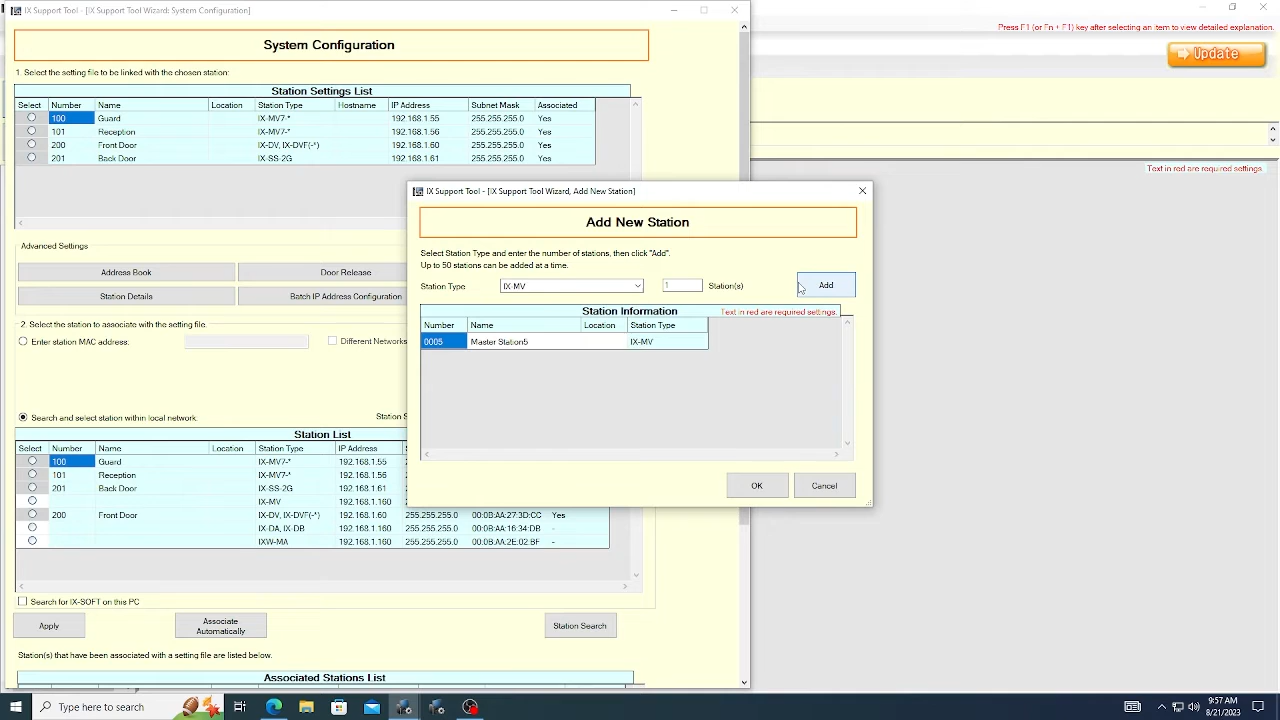 IX Support Tool - [IX Support Tool Wizard: System Configuration]
Press F1 (or Fn + F1) key after selecting an item to view detailed explanation.
System Configuration
Update
1. Select the setting file to be linked with the chosen station:
Station Settings List
Select Number Name Location Station Type Hostname IP Address Subnet Mask Associated
100 Guard IX-MV7-* 192.168.1.55 255.255.255.0 Yes
101 Reception IX-MV7-* 192.168.1.56 255.255.255.0 Yes
200 Front Door IX-DV, IX-DVF(-*) 192.168.1.60 255.255.255.0 Yes
201 Back Door IX-SS-2G 192.168.1.61 255.255.255.0 Yes
Text in red are required settings.
IX Support Tool - [IX Support Tool Wizard, Add New Station]
Add New Station
Select Station Type and enter the number of stations, then click "Add".
Up to 50 stations can be added at a time.
Station Type IX-MV 1 Station(s) Add
Station Information Text in red are required settings.
Number Name Location Station Type
0005 Master Station5 IX-MV
OK Cancel
Advanced Settings
Address Book Door Release
Station Details Batch IP Address Configuration
2. Select the station to associate with the setting file.
Enter station MAC address: Different Networks
Search and select station within local network. Station S
Station List
Select Number Name Location Station Type IP Address
100 Guard IX-MV7-* 192.168.1.55
101 Reception IX-MV7-* 192.168.1.56
201 Back Door IX-SS-2G 192.168.1.61
IX-MV 192.168.1.160
200 Front Door IX-DV, IX-DVF(-*) 192.168.1.60 255.255.255.0 00:0B:AA:27:3D:CC Yes
IX-DA, IX-DB 192.168.1.160 255.255.255.0 00:0B:AA:16:34:DB -
IXW-MA 192.168.1.160 255.255.255.0 00:0B:AA:2E:02:BF -
Search for IX-SOFT on this PC
Apply Associate Automatically Station Search
Station(s) that have been associated with a setting file are listed below.
Associated Stations List
Type here to search
9:57 AM
8/21/2023